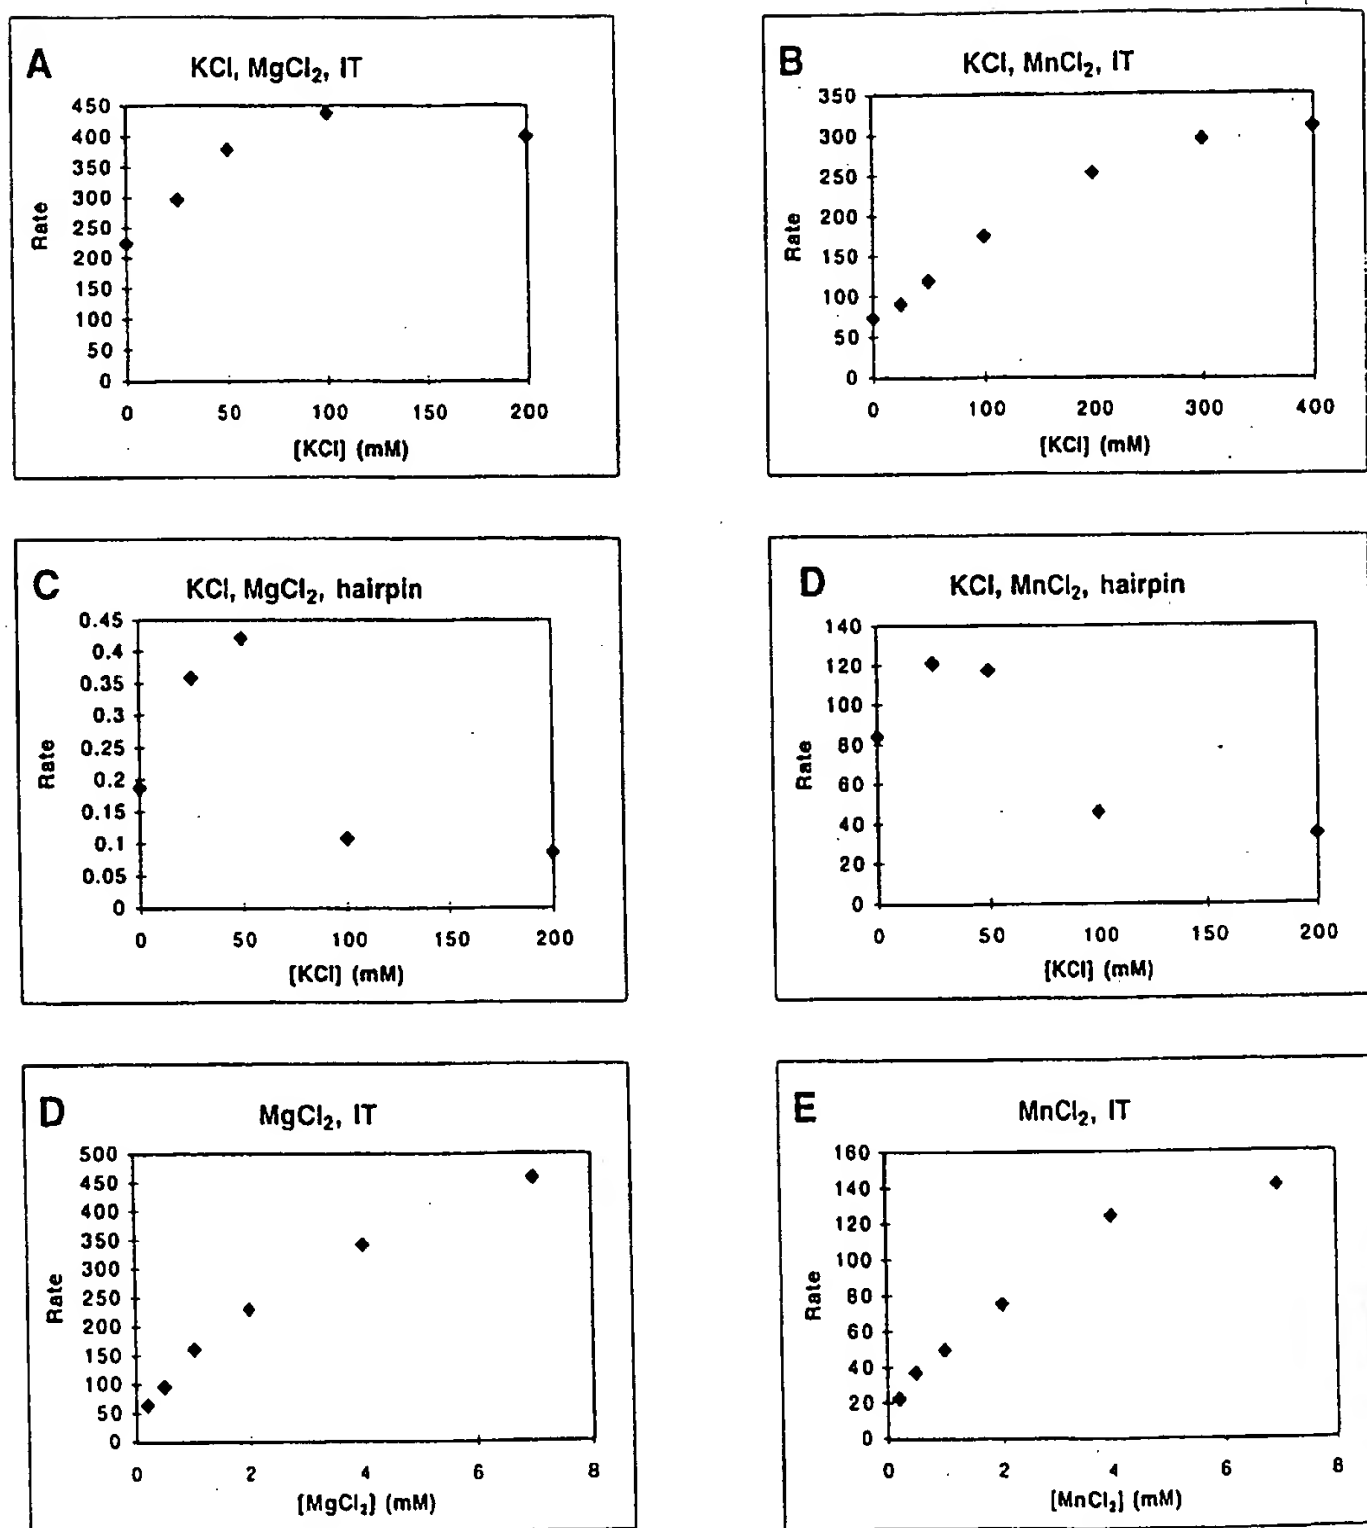 A
KCl, MgCl₂, IT
450
400
350
300
250
200
150
100
50
0
Rate
0 50 100 150 200
[KCl] (mM)
B
KCl, MnCl₂, IT
350
300
250
200
150
100
50
0
Rate
0 100 200 300 400
[KCl] (mM)
C
KCl, MgCl₂, hairpin
0.45
0.4
0.35
0.3
0.25
0.2
0.15
0.1
0.05
0
Rate
0 50 100 150 200
[KCl] (mM)
D
KCl, MnCl₂, hairpin
140
120
100
80
60
40
20
0
Rate
0 50 100 150 200
[KCl] (mM)
D
MgCl₂, IT
500
450
400
350
300
250
200
150
100
50
0
Rate
0 2 4 6 8
[MgCl₂] (mM)
E
MnCl₂, IT
160
140
120
100
80
60
40
20
0
Rate
0 2 4 6 8
[MnCl₂] (mM)